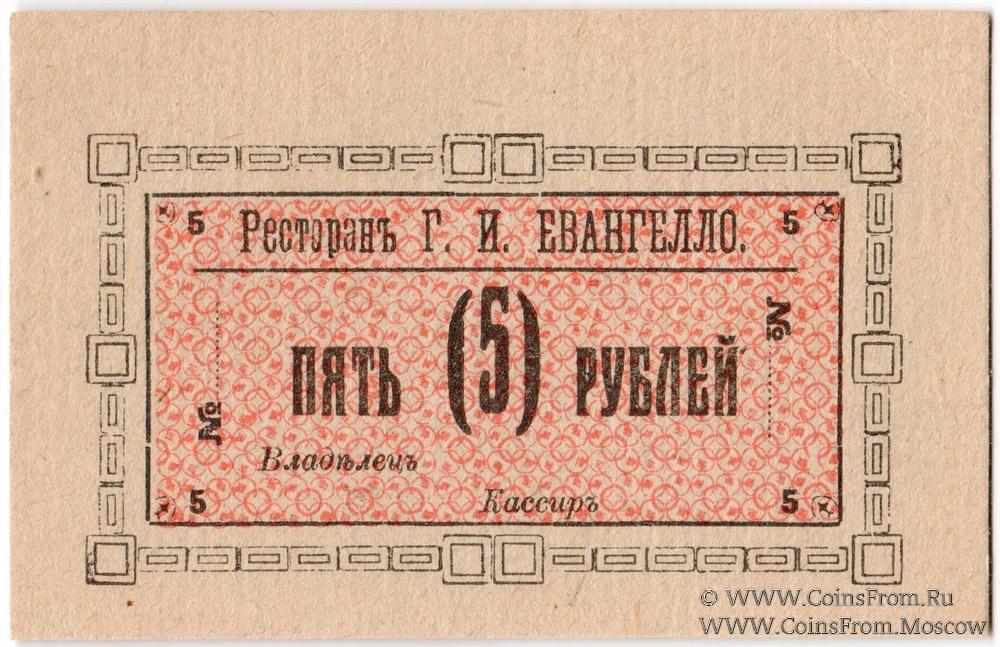 5 Ресторанъ Г. И. ЕВАНГЕЛЛО. 5
ПЯТЬ (5) РУБЛЕЙ
№
№
Владѣлецъ
Кассиръ
5 5
© WWW.CoinsFrom.Ru
WWW.CoinsFrom.Moscow